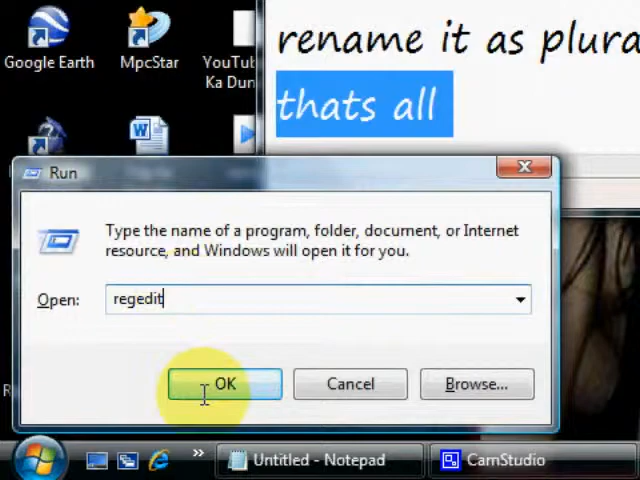 Google Earth
MpcStar
YouTub
Ka Dun
rename it as plura
thats all
Run
Type the name of a program, folder, document, or Internet
resource, and Windows will open it for you.
Open:
regedit
OK
Cancel
Browse...
Untitled - Notepad
CamStudio